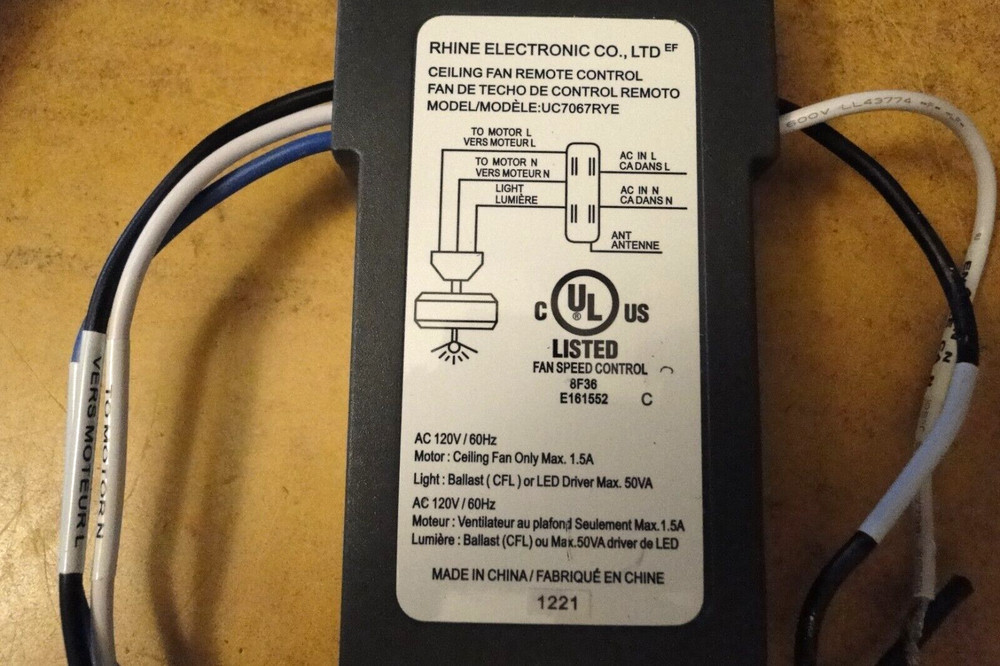 RHINE ELECTRONIC CO., LTD EF
CEILING FAN REMOTE CONTROL
FAN DE TECHO DE CONTROL REMOTO
MODEL/MODÈLE:UC7067RYE
TO MOTOR L
VERS MOTEUR L
TO MOTOR N
VERS MOTEUR N
LIGHT
LUMIÈRE
AC IN L
CA DANS L
AC IN N
CA DANS N
ANT
ANTENNE
C UL ® US
LISTED
FAN SPEED CONTROL
8F36
E161552 C
AC 120V / 60Hz
Motor : Ceiling Fan Only Max. 1.5A
Light : Ballast ( CFL ) or LED Driver Max. 50VA
AC 120V / 60Hz
Moteur : Ventilateur au plafond Seulement Max.1.5A
Lumière : Ballast (CFL) ou Max.50VA driver de LED
MADE IN CHINA / FABRIQUÉ EN CHINE
1221
VERS MOTEUR L
TO MOTOR N
600V LL43774